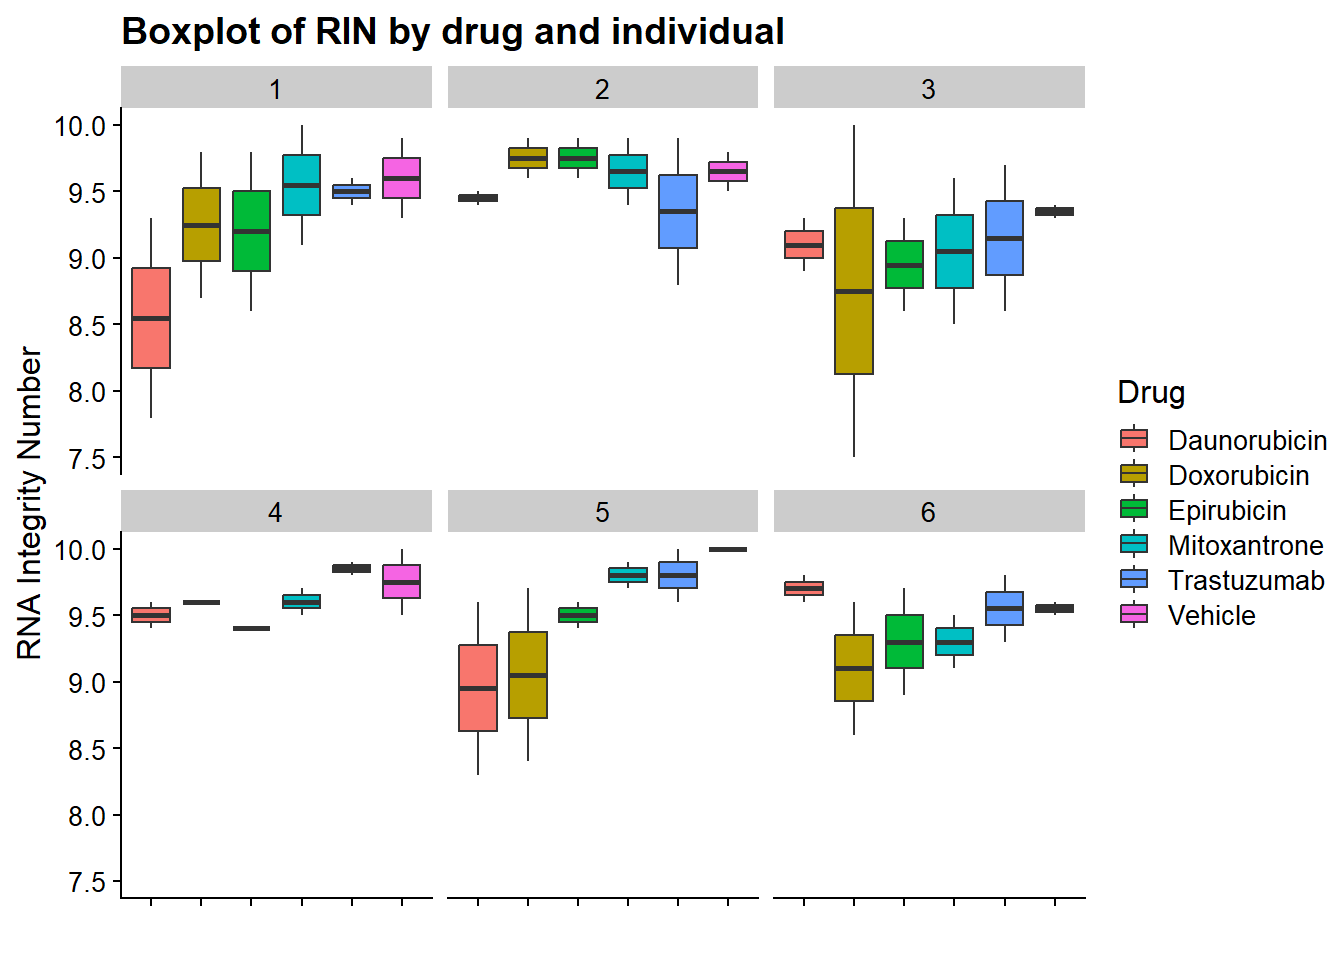 Boxplot of RIN by drug and individual
1
2
3
10.0
9.5
9.0
8.5
8.0
7.5
4
5
6
10.0
9.5
9.0
8.5
8.0
7.5
RNA Integrity Number
Drug
Daunorubicin
Doxorubicin
Epirubicin
Mitoxantrone
Trastuzumab
Vehicle